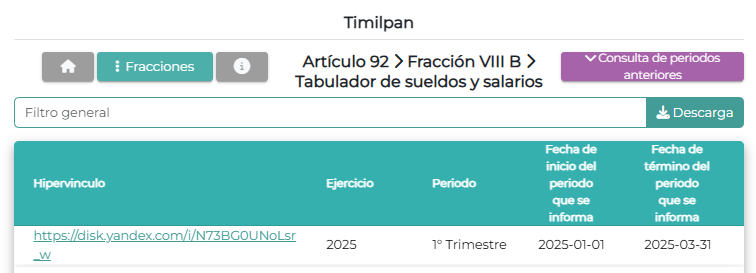 Timilpan
Fracciones
Artículo 92 > Fracción VIII B >
Tabulador de sueldos y salarios
Consulta de periodos
anteriores
Filtro general
Descarga
Hipervinculo
Ejercicio
Periodo
Fecha de
inicio del
periodo
que se
informa
Fecha de
término del
periodo
que se
informa
https://disk.yandex.com/i/N73BG0UNoLsr
_w
2025
1° Trimestre
2025-01-01
2025-03-31